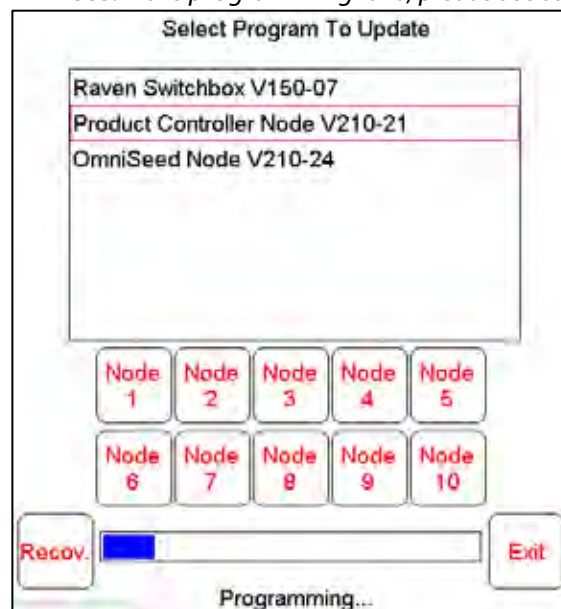 Select Program To Update
Raven Switchbox V150-07
Product Controller Node V210-21
OmniSeed Node V210-24
Node 1
Node 2
Node 3
Node 4
Node 5
Node 6
Node 7
Node 8
Node 9
Node 10
Recov.
Exit
Programming...